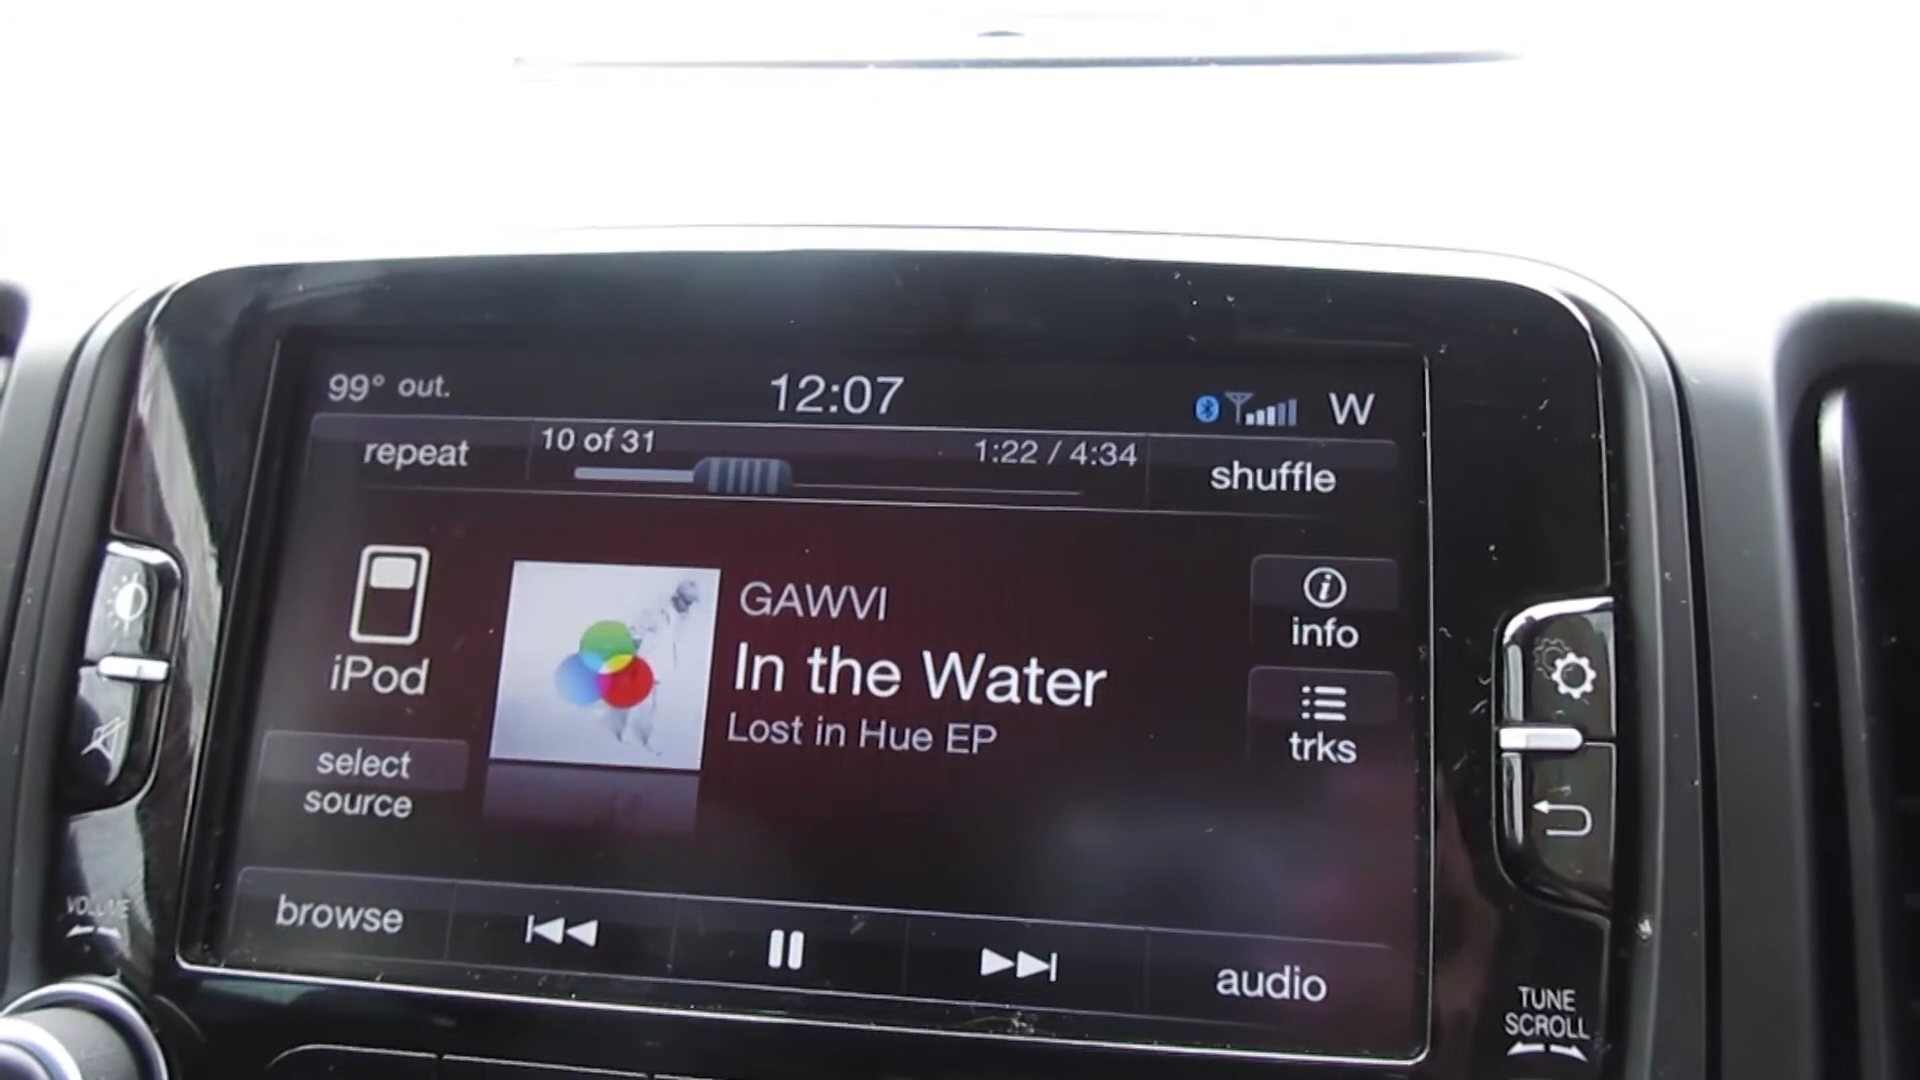 99° out.
12:07
W
repeat
10 of 31
1:22 / 4:34
shuffle
iPod
GAWVI
In the Water
Lost in Hue EP
info
trks
select
source
browse
audio
VOLUME
TUNE
SCROLL